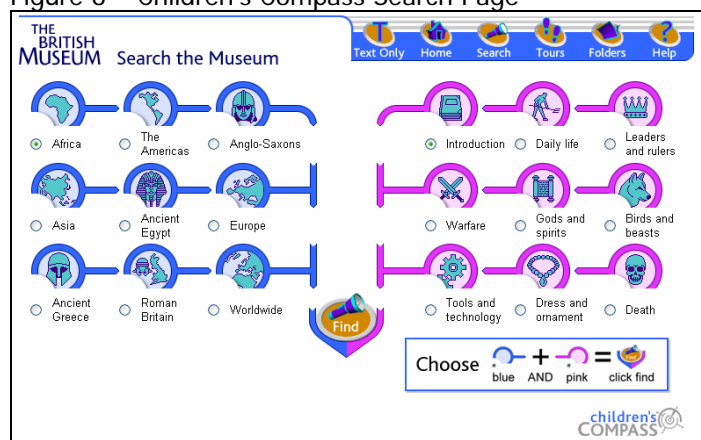 Figure 8 – Children's Compass Search Page
THE
BRITISH
MUSEUM
Search the Museum
Text Only
Home
Search
Tours
Folders
Help
Africa
The
Americas
Anglo-Saxons
Introduction
Daily life
Leaders
and rulers
Asia
Ancient
Egypt
Europe
Warfare
Gods and
spirits
Birds and
beasts
Ancient
Greece
Roman
Britain
Worldwide
Find
Tools and
technology
Dress and
ornament
Death
Choose
blue AND pink click find
children's
COMPASS